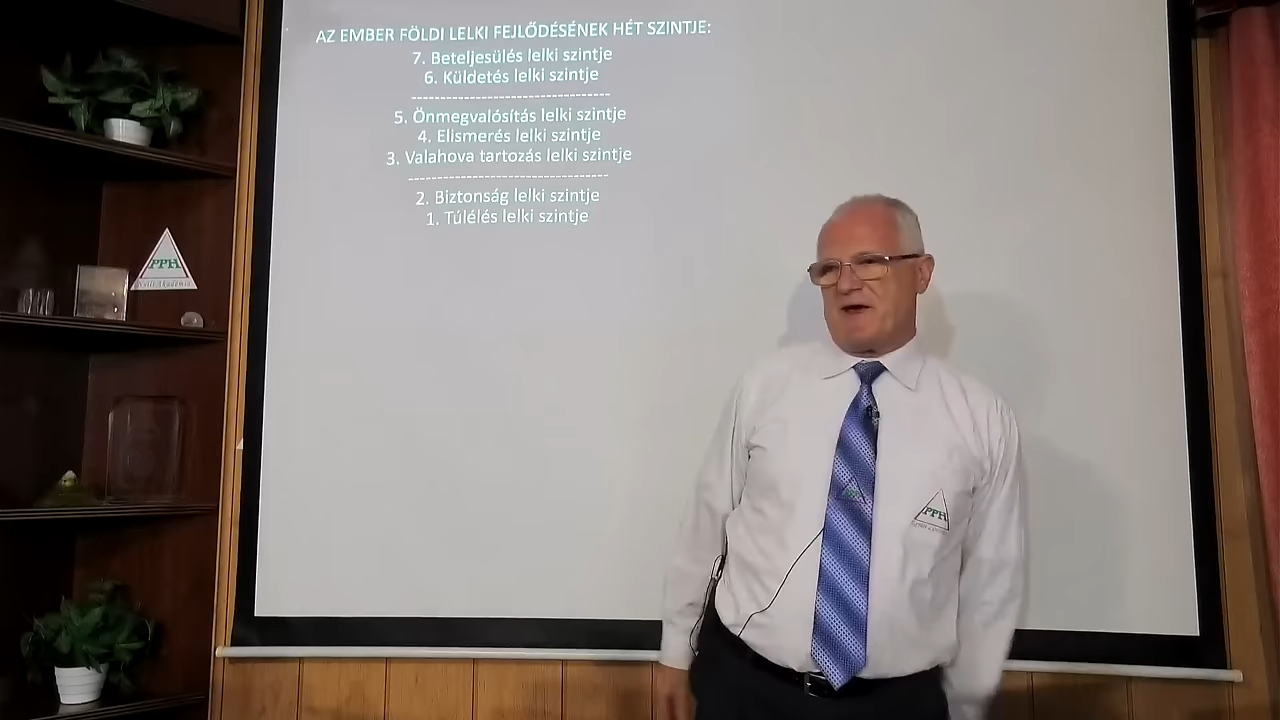 AZ EMBER FÖLDI LELKI FEJLŐDÉSÉNEK HÉT SZINTJE:
7. Beteljesülés lelki szintje
6. Küldetés lelki szintje
----------------------------------
5. Önmegvalósítás lelki szintje
4. Elismerés lelki szintje
3. Valahova tartozás lelki szintje
----------------------------------
2. Biztonság lelki szintje
1. Túlélés lelki szintje
PPH
PPH